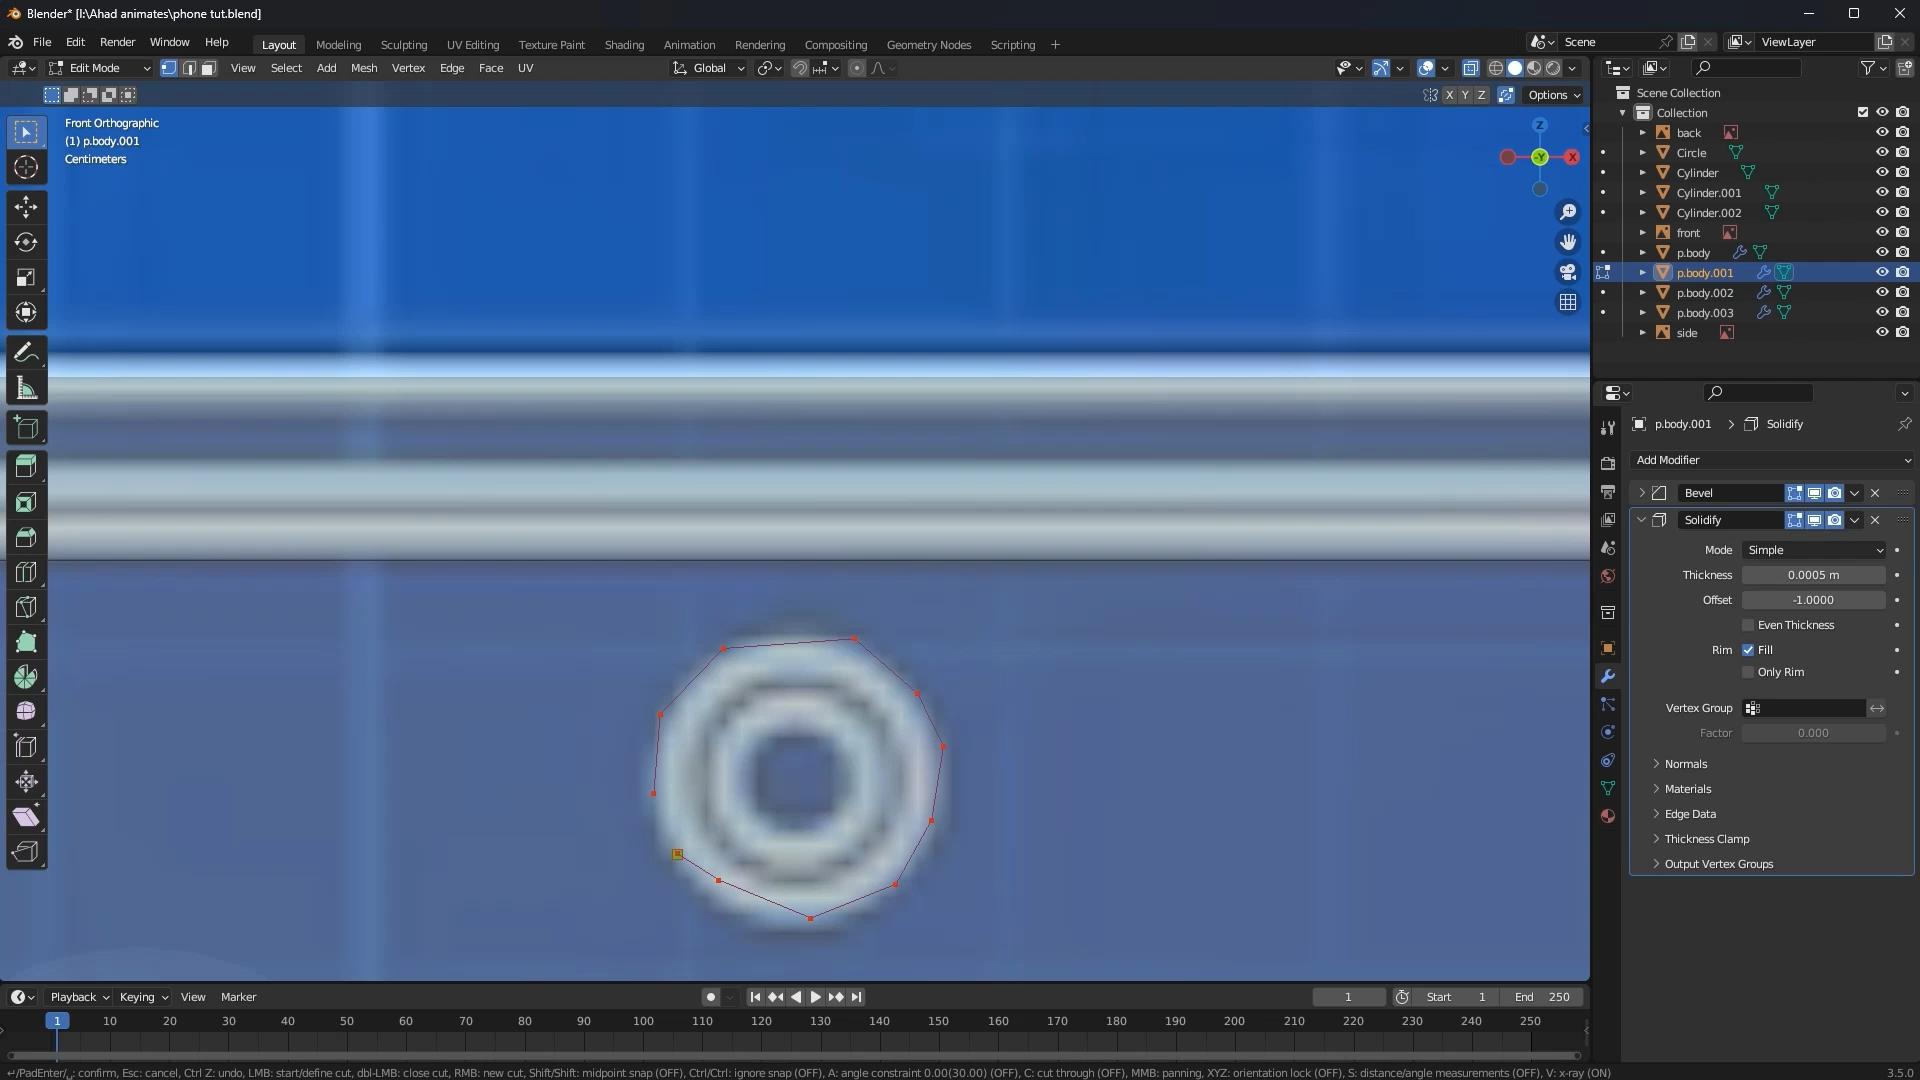 Blender* [I:\Ahad animates\phone tut.blend]
File Edit Render Window Help
Layout Modeling Sculpting UV Editing Texture Paint Shading Animation Rendering Compositing Geometry Nodes Scripting +
Scene
ViewLayer
Edit Mode View Select Add Mesh Vertex Edge Face UV
Global
X Y Z
Options
Front Orthographic
(1) p.body.001
Centimeters
Z
-Y
X
Scene Collection
Collection
back
Circle
Cylinder
Cylinder.001
Cylinder.002
front
p.body
p.body.001
p.body.002
p.body.003
side
p.body.001 > Solidify
Add Modifier
Bevel
Solidify
Mode Simple
Thickness 0.0005 m
Offset -1.0000
Even Thickness
Rim Fill
Only Rim
Vertex Group
Factor 0.000
Normals
Materials
Edge Data
Thickness Clamp
Output Vertex Groups
Playback Keying View Marker
1 Start 1 End 250
1 10 20 30 40 50 60 70 80 90 100 110 120 130 140 150 160 170 180 190 200 210 220 230 240 250
: confirm, Esc: cancel, Ctrl Z: undo, LMB: start/define cut, dbl-LMB: close cut, RMB: new cut, Shift/Shift: midpoint snap (OFF), Ctrl/Ctrl: ignore snap (OFF), A: angle constraint 0.00(30.00) (OFF), C: cut through (OFF), MMB: panning, XYZ: orientation lock (OFF), S: distance/angle measurements (OFF), V: x-ray (ON)
3.5.0